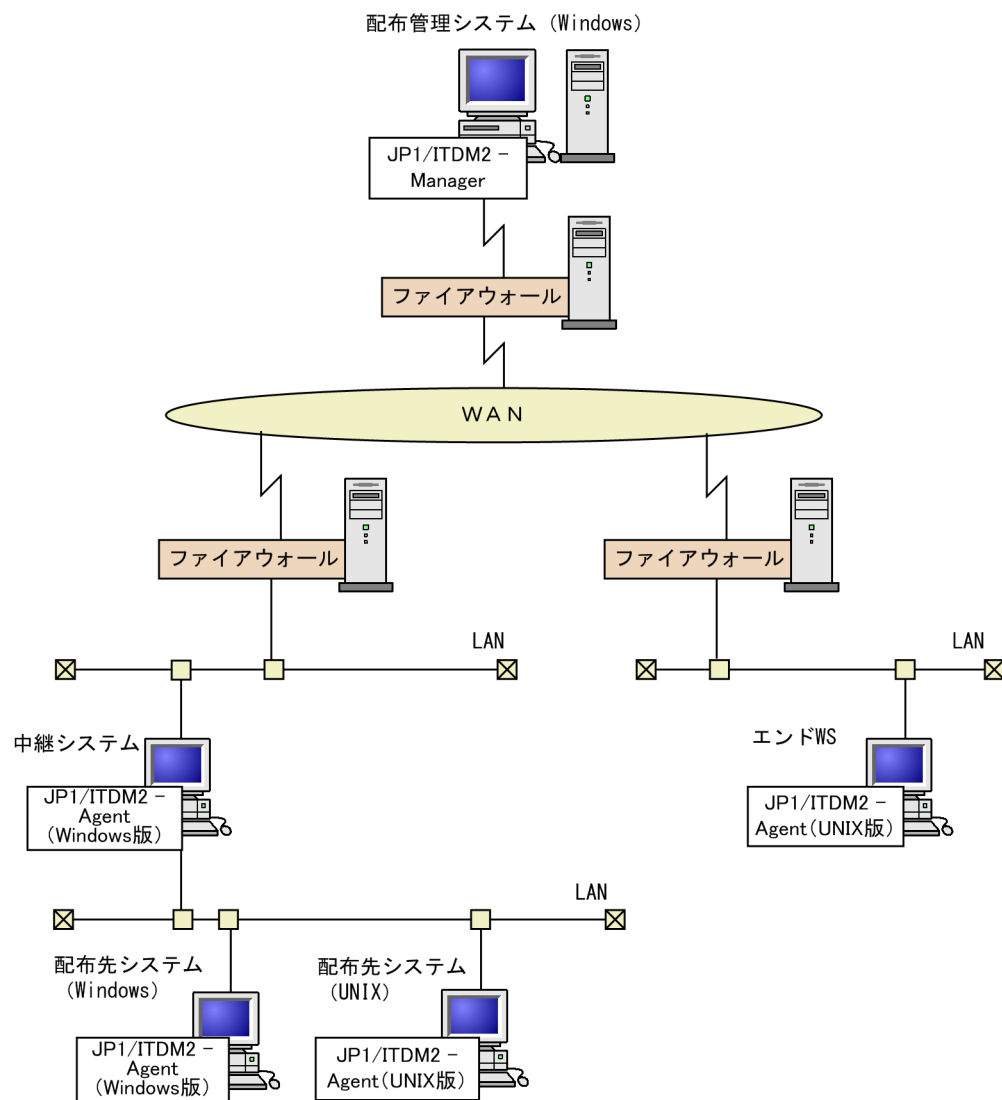 配布管理システム（Windows）
JP1/ITDM2 −
Manager
ファイアウォール
ＷＡＮ
ファイアウォール
ファイアウォール
LAN
LAN
中継システム
JP1/ITDM2 −
Agent
（Windows版）
エンドWS
JP1/ITDM2 −
Agent（UNIX版）
LAN
配布先システム
（Windows）
JP1/ITDM2 −
Agent
（Windows版）
配布先システム
（UNIX）
JP1/ITDM2 −
Agent（UNIX版）